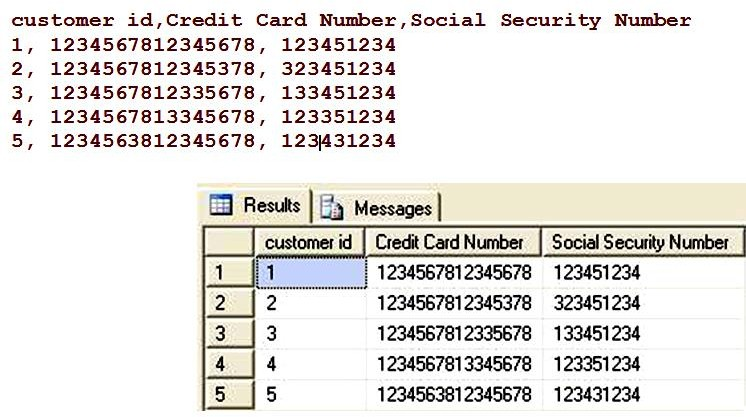 customer id,Credit Card Number,Social Security Number
1, 1234567812345678, 123451234
2, 1234567812345378, 323451234
3, 1234567812335678, 133451234
4, 1234567813345678, 123351234
5, 1234563812345678, 123431234
Results Messages
customer id Credit Card Number Social Security Number
1 1 1234567812345678 123451234
2 2 1234567812345378 323451234
3 3 1234567812335678 133451234
4 4 1234567813345678 123351234
5 5 1234563812345678 123431234